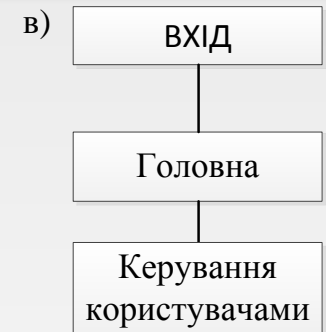 в)
ВХІД
Головна
Керування
користувачами